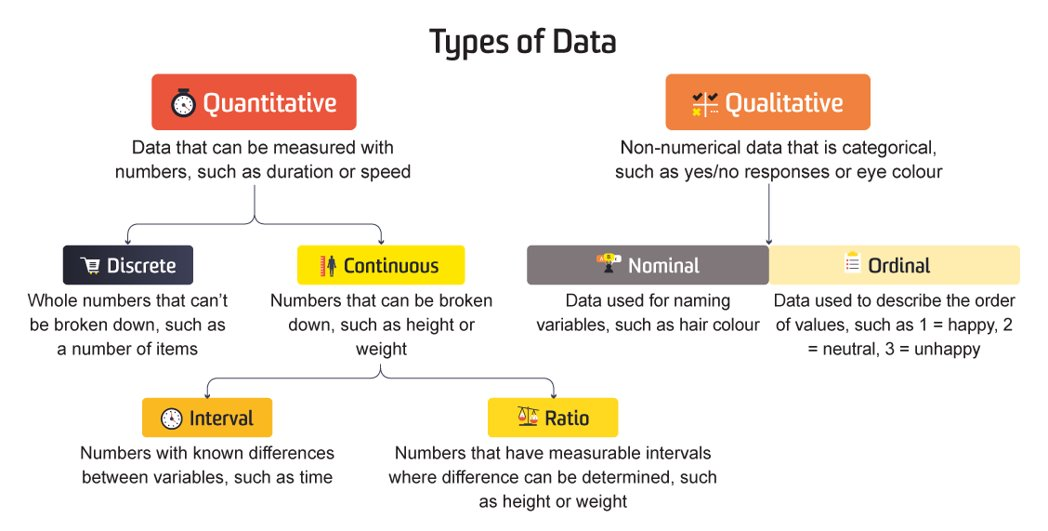 Types of Data
Quantitative
Qualitative
Data that can be measured with
numbers, such as duration or speed
Non-numerical data that is categorical,
such as yes/no responses or eye colour
Discrete
Continuous
Nominal
Ordinal
Whole numbers that can't
be broken down, such as
a number of items
Numbers that can be broken
down, such as height or
weight
Data used for naming
variables, such as hair colour
Data used to describe the order
of values, such as 1 = happy, 2
= neutral, 3 = unhappy
Interval
Ratio
Numbers with known differences
between variables, such as time
Numbers that have measurable intervals
where difference can be determined, such
as height or weight